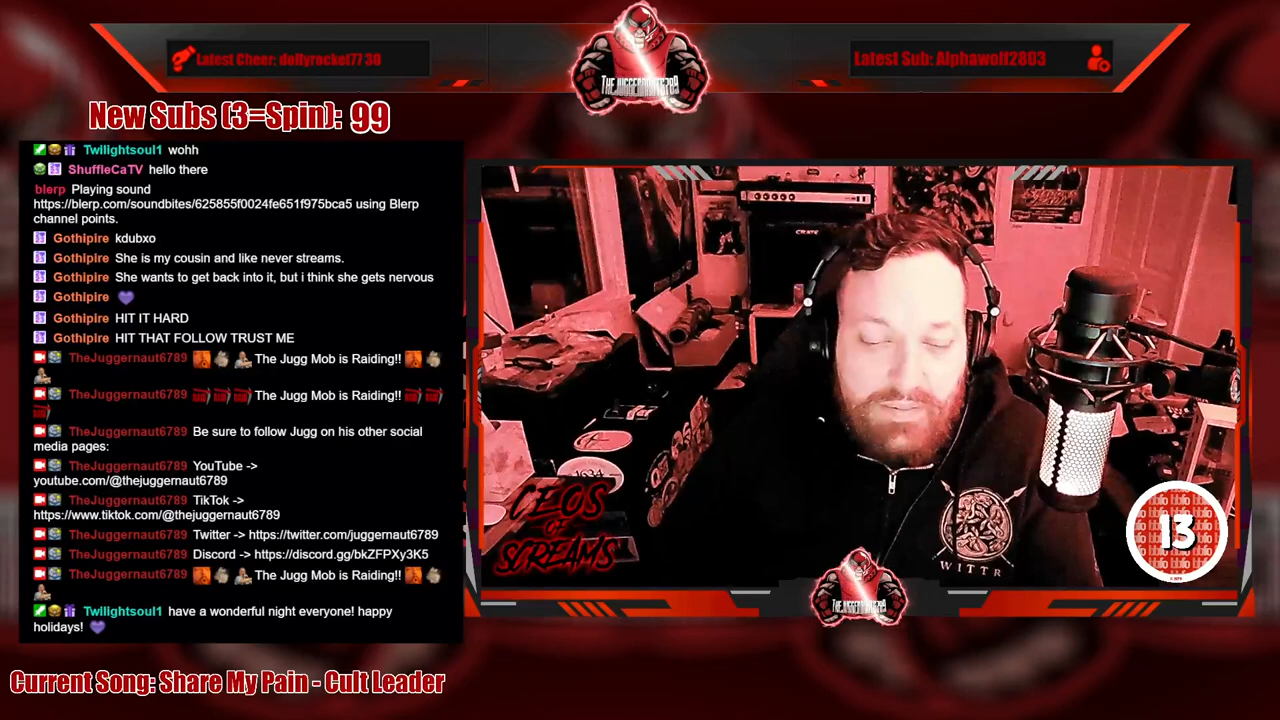 Latest Cheer: dollyrocket77 30
THEJUGGERNAUT6789
Latest Sub: Alphawolf2803
New Subs (3=Spin): 99
Twilightsoul1 wohh
ShuffleCaTV hello there
blerp Playing sound
https://blerp.com/soundbites/625855f0024fe651f975bca5 using Blerp
channel points.
Gothipire kdubxo
Gothipire She is my cousin and like never streams.
Gothipire She wants to get back into it, but i think she gets nervous
Gothipire
Gothipire HIT IT HARD
Gothipire HIT THAT FOLLOW TRUST ME
TheJuggernaut6789 The Jugg Mob is Raiding!!
TheJuggernaut6789 The Jugg Mob is Raiding!!
TheJuggernaut6789 Be sure to follow Jugg on his other social
media pages:
TheJuggernaut6789 YouTube ->
youtube.com/@thejuggernaut6789
TheJuggernaut6789 TikTok ->
https://www.tiktok.com/@thejuggernaut6789
TheJuggernaut6789 Twitter -> https://twitter.com/juggernaut6789
TheJuggernaut6789 Discord -> https://discord.gg/bkZFPXy3K5
TheJuggernaut6789 The Jugg Mob is Raiding!!
Twilightsoul1 have a wonderful night everyone! happy
holidays!
CRATE
1634
CEOS
OF
SCREAMS
WITTR
13
THEJUGGERNAUT6789
Current Song: Share My Pain - Cult Leader